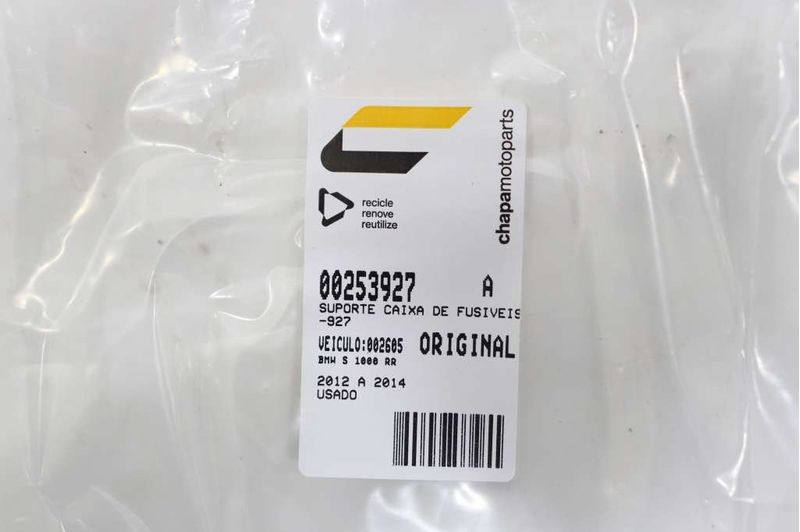 chapamotoparts
recicle
renove
reutilize
00253927 A
SUPORTE CAIXA DE FUSIVEIS
-927
VEICULO:002605 ORIGINAL
BMW S 1000 RR
2012 A 2014
USADO